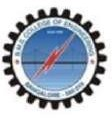 B.M.S. COLLEGE OF ENGINEERING
BANGALORE - 560 019